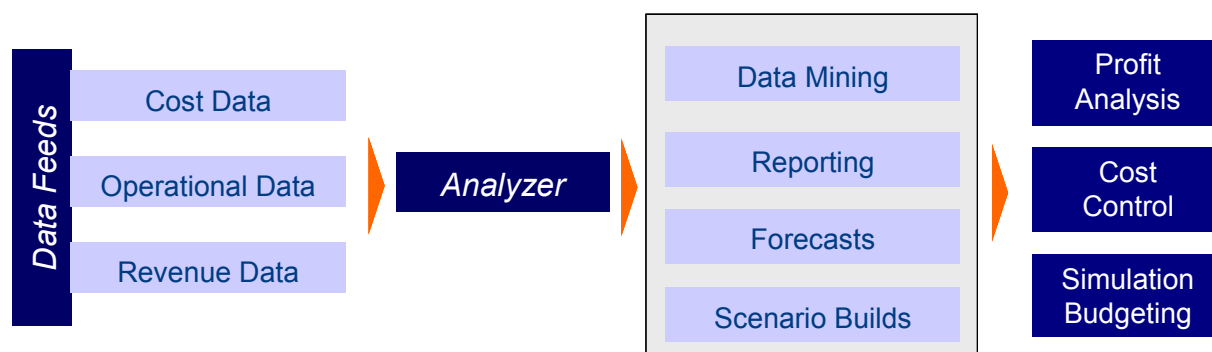 Data Feeds
Cost Data
Operational Data
Revenue Data
Analyzer
Data Mining
Reporting
Forecasts
Scenario Builds
Profit
Analysis
Cost
Control
Simulation
Budgeting